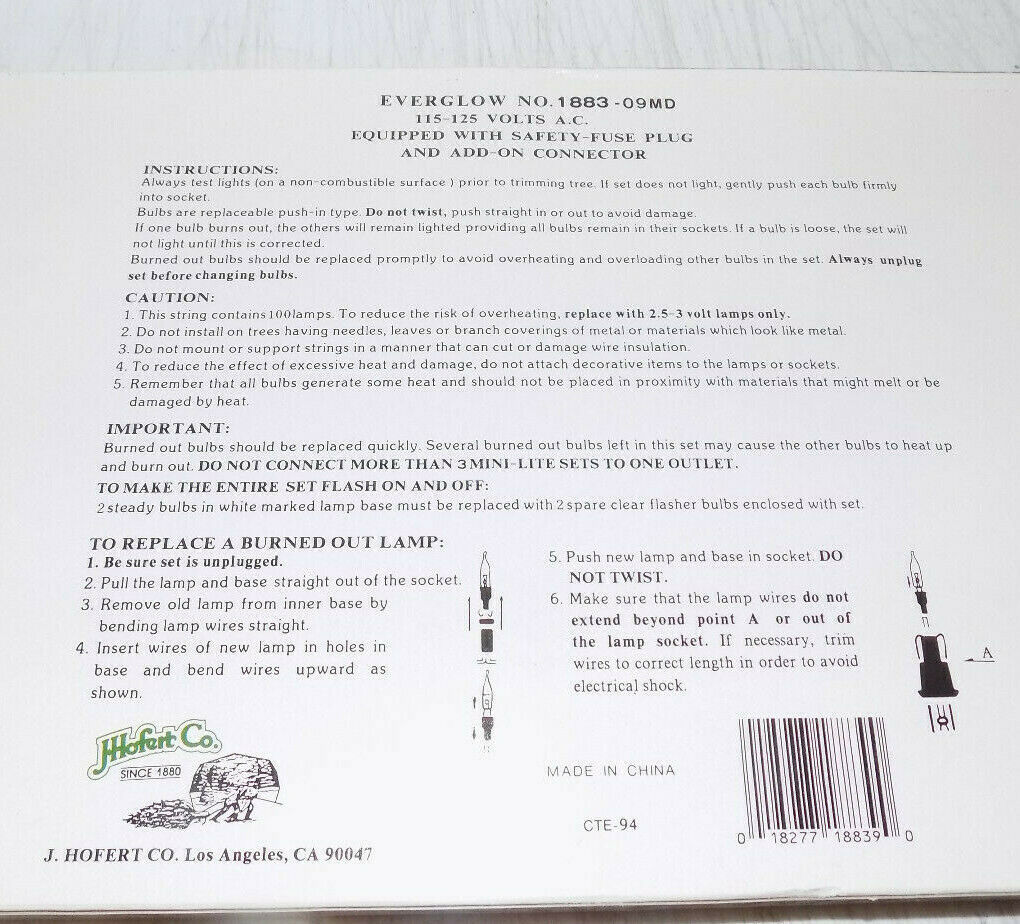 EVERGLOW NO. 1883-09MD
115-125 VOLTS A.C.
EQUIPPED WITH SAFETY-FUSE PLUG
AND ADD-ON CONNECTOR
INSTRUCTIONS:
Always test lights (on a non-combustible surface ) prior to trimming tree. If set does not light, gently push each bulb firmly
into socket.
Bulbs are replaceable push-in type. Do not twist, push straight in or out to avoid damage.
If one bulb burns out, the others will remain lighted providing all bulbs remain in their sockets. If a bulb is loose, the set will
not light until this is corrected.
Burned out bulbs should be replaced promptly to avoid overheating and overloading other bulbs in the set. Always unplug
set before changing bulbs.
CAUTION:
1. This string contains 100 lamps. To reduce the risk of overheating, replace with 2.5-3 volt lamps only.
2. Do not install on trees having needles, leaves or branch coverings of metal or materials which look like metal.
3. Do not mount or support strings in a manner that can cut or damage wire insulation.
4. To reduce the effect of excessive heat and damage, do not attach decorative items to the lamps or sockets.
5. Remember that all bulbs generate some heat and should not be placed in proximity with materials that might melt or be
damaged by heat.
IMPORTANT:
Burned out bulbs should be replaced quickly. Several burned out bulbs left in this set may cause the other bulbs to heat up
and burn out. DO NOT CONNECT MORE THAN 3 MINI-LITE SETS TO ONE OUTLET.
TO MAKE THE ENTIRE SET FLASH ON AND OFF:
2 steady bulbs in white marked lamp base must be replaced with 2 spare clear flasher bulbs enclosed with set.
TO REPLACE A BURNED OUT LAMP:
1. Be sure set is unplugged.
2. Pull the lamp and base straight out of the socket.
3. Remove old lamp from inner base by
bending lamp wires straight.
4. Insert wires of new lamp in holes in
base and bend wires upward as
shown.
5. Push new lamp and base in socket. DO
NOT TWIST.
6. Make sure that the lamp wires do not
extend beyond point A or out of
the lamp socket. If necessary, trim
wires to correct length in order to avoid
electrical shock.
A
JHofert Co.
SINCE 1880
MADE IN CHINA
CTE-94
0 18277 18839 0
J. HOFERT CO. Los Angeles, CA 90047